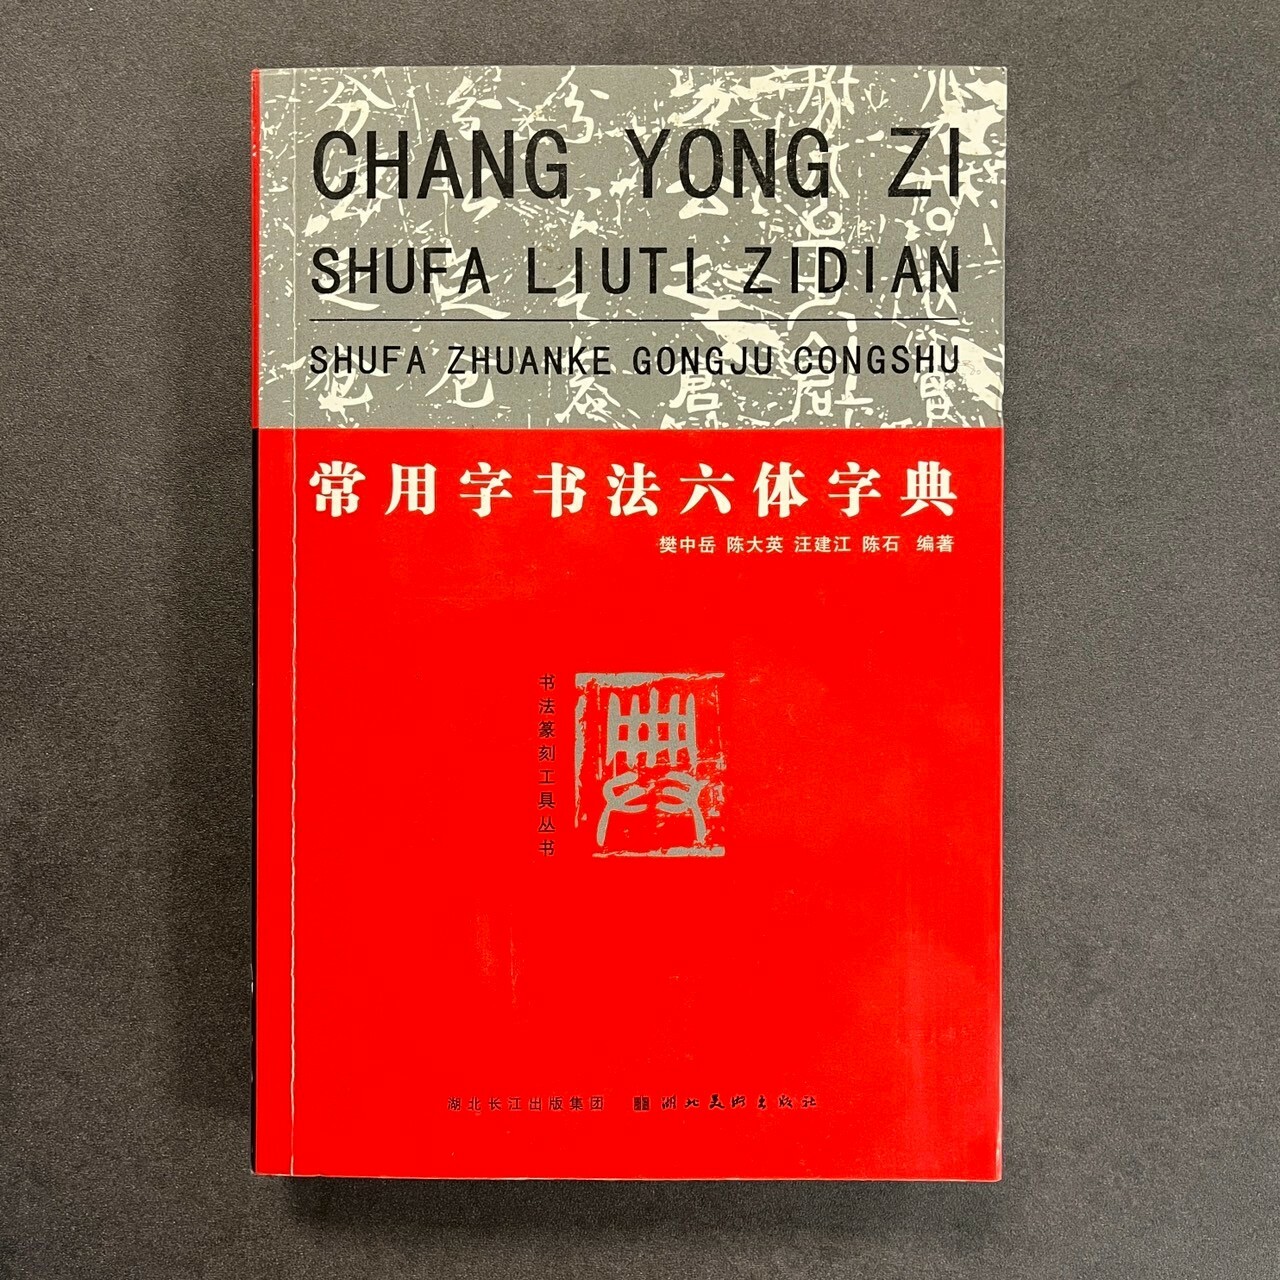 CHANG YONG ZI
SHUFA LIUTI ZIDIAN
SHUFA ZHUANKE GONGJU CONGSHU
常用字书法六体字典
樊中岳 陈大英 汪建江 陈石 编著
书法篆刻工具丛书
典
湖北长江出版集团 湖北美术出版社